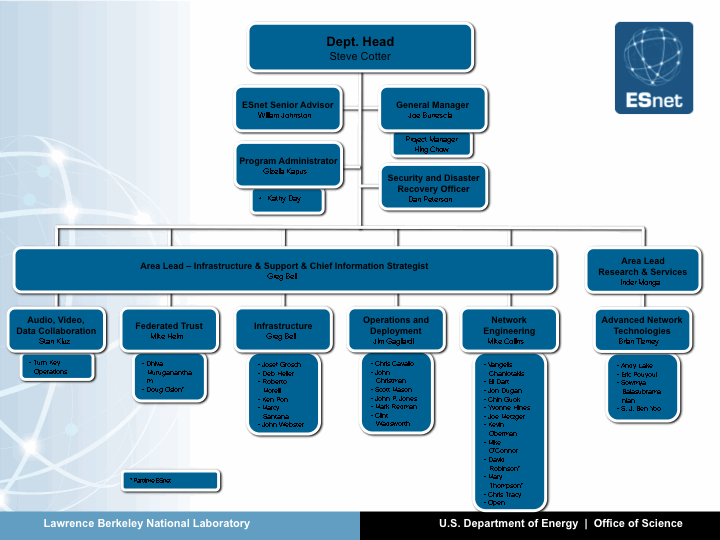 Dept. Head
Steve Cotter
ESnet
ESnet Senior Advisor
William Johnston
General Manager
Joe Burrescia
Project Manager
Hing Chow
Program Administrator
Gizella Kapus
• Kathy Day
Security and Disaster
Recovery Officer
Dan Peterson
Area Lead – Infrastructure & Support & Chief Information Strategist
Greg Bell
Area Lead
Research & Services
Inder Monga
Audio, Video,
Data Collaboration
Stan Kluz
• Turn Key
Operations
Federated Trust
Mike Helm
• Dhiva
Muruganantha
m
• Doug Olson*
Infrastructure
Greg Bell
• Josef Grosch
• Deb Heller
• Roberto
Morelli
• Ken Pon
• Marcy
Santana
• John Webster
Operations and
Deployment
Jim Gagliardi
• Chris Cavallo
• John
Christman
• Scott Mason
• John P. Jones
• Mark Redman
• Clint
Wadsworth
Network
Engineering
Mike Collins
• Vangelis
Chaniotakis
• Eli Dart
• Jon Dugan
• Chin Guok
• Yvonne Hines
• Joe Metzger
• Kevin
Oberman
• Mike
O'Connor
• David
Robinson*
• Mary
Thompson*
• Chris Tracy
• Open
Advanced Network
Technologies
Brian Tierney
• Andy Lake
• Eric Pouyoul
• Sowmya
Balasubrama
nian
• S. J. Ben Yoo
* Parttime ESnet
Lawrence Berkeley National Laboratory
U.S. Department of Energy | Office of Science